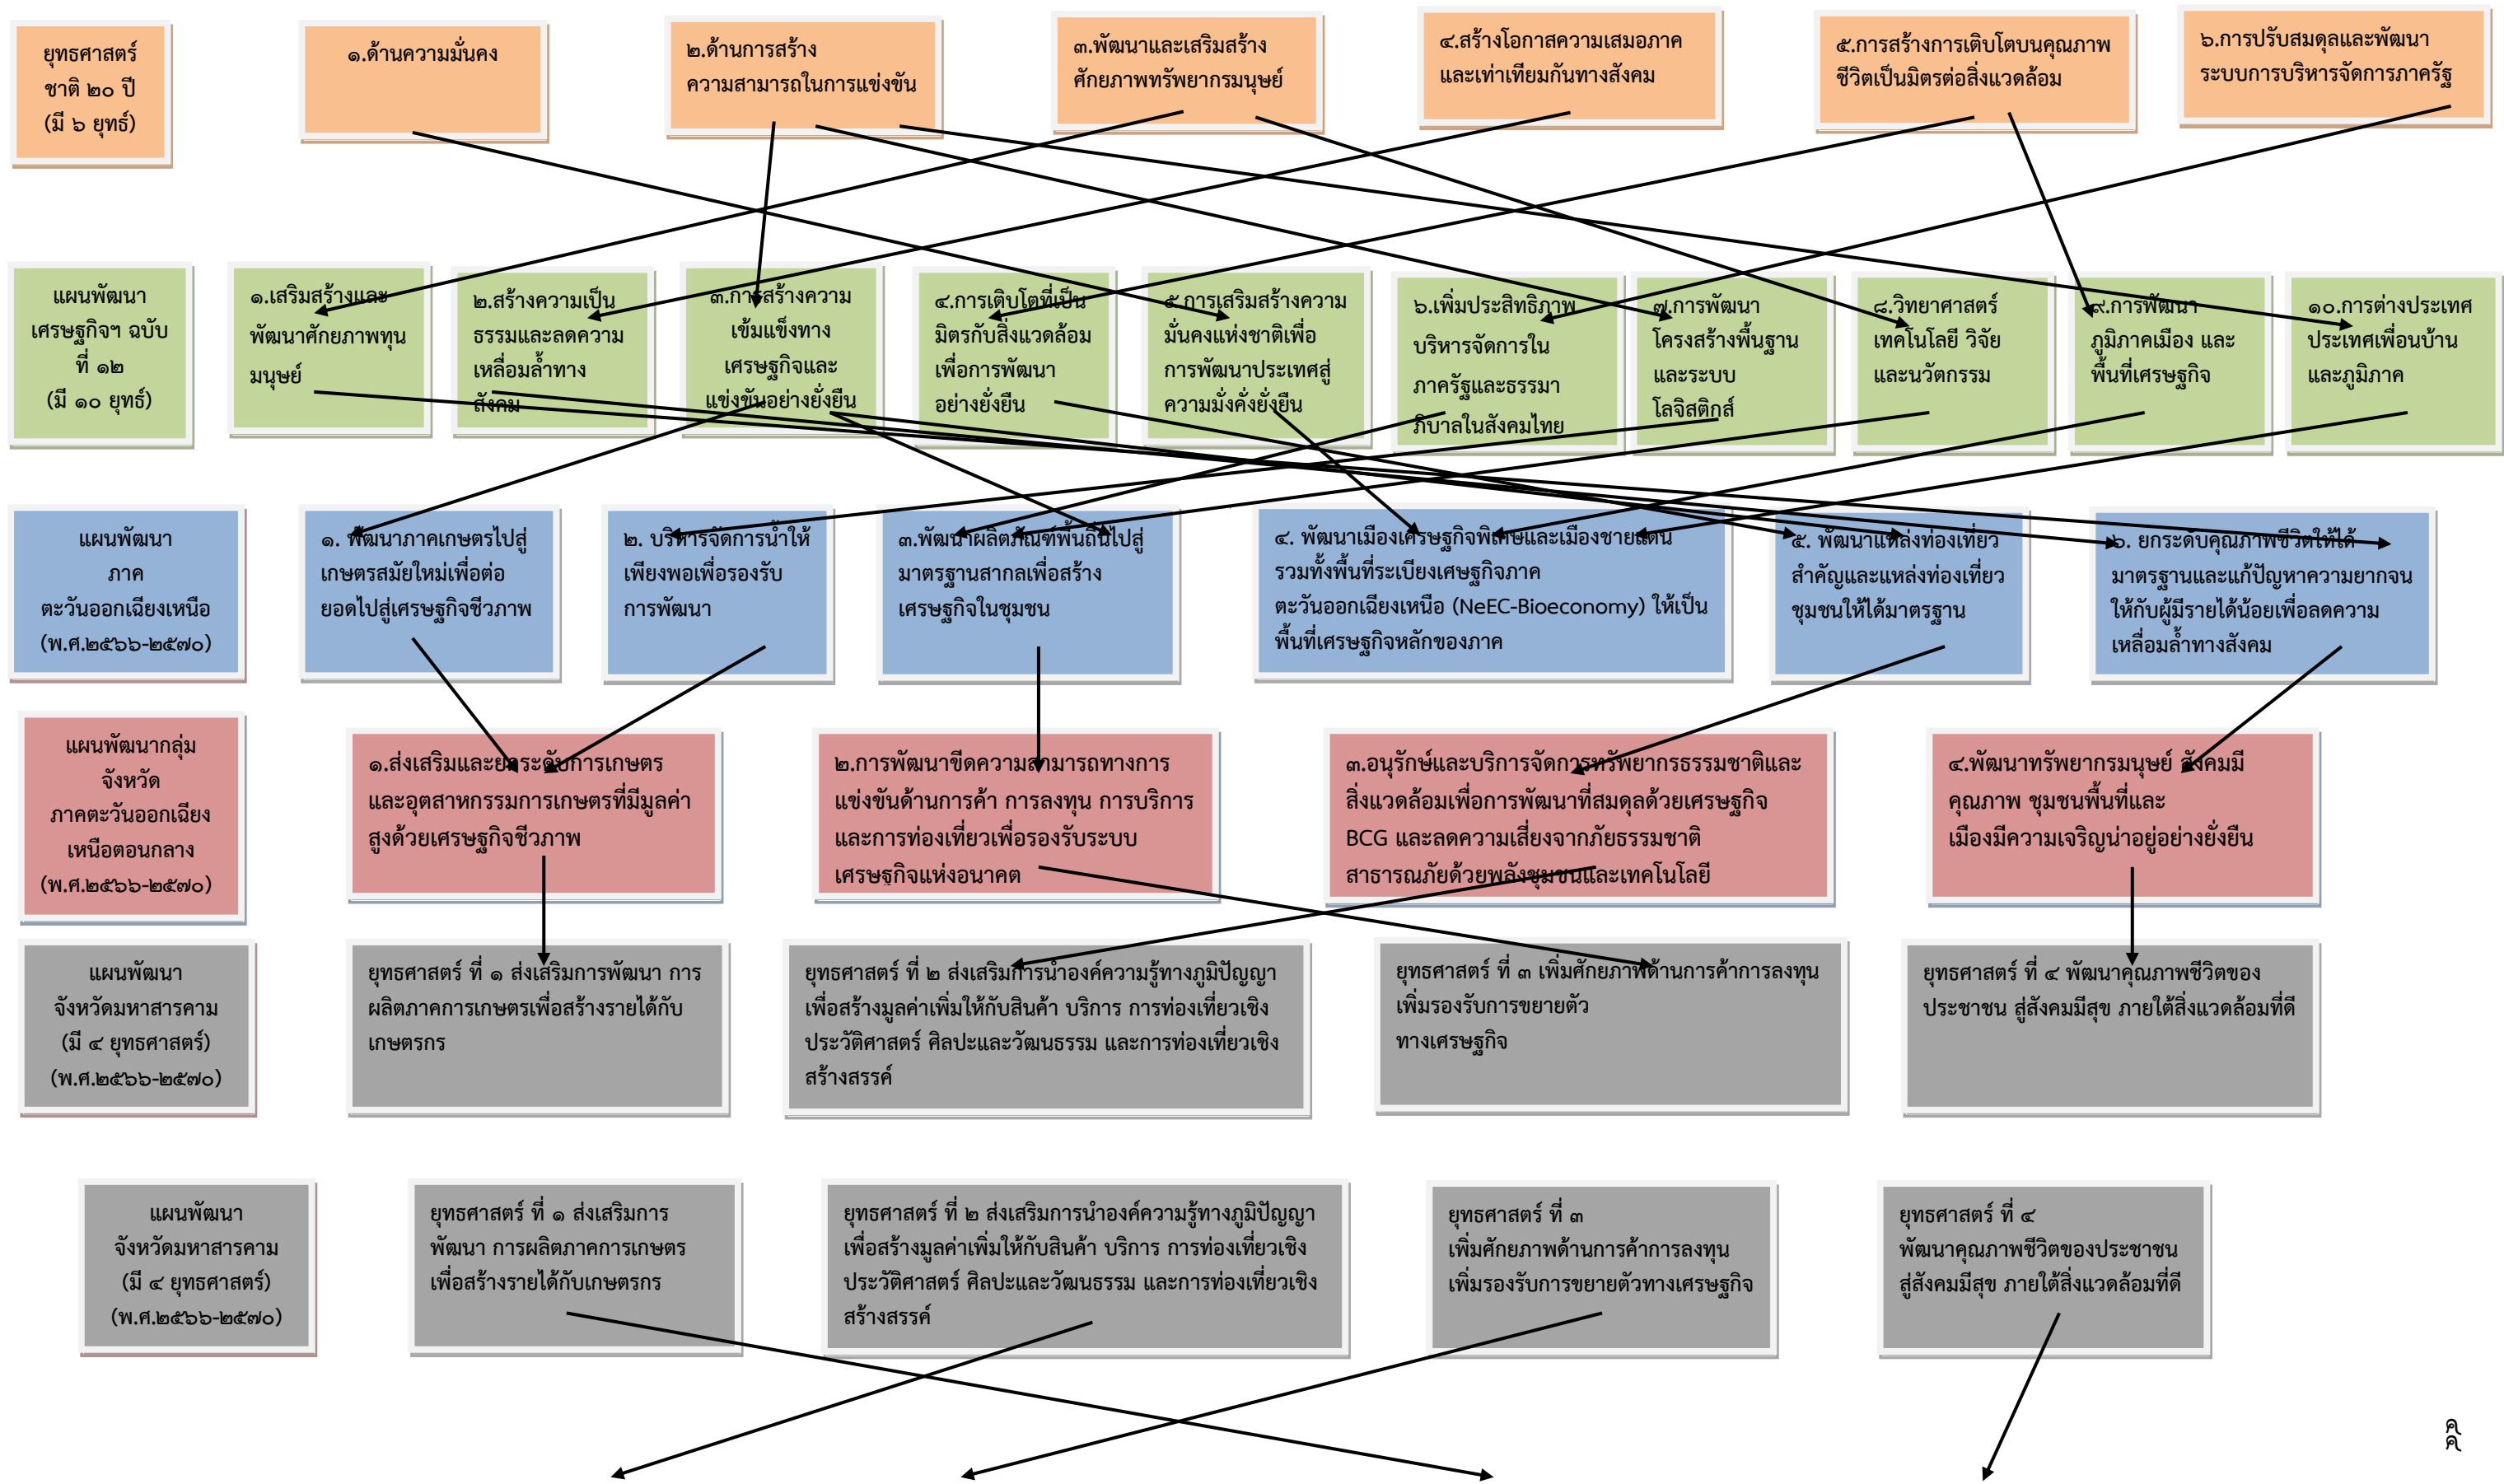 ยุทธศาสตร์
ชาติ ๒๐ ปี
(มี ๖ ยุทธ์)
๑.ด้านความมั่นคง
๒.ด้านการสร้าง
ความสามารถในการแข่งขัน
๓.พัฒนาและเสริมสร้าง
ศักยภาพทรัพยากรมนุษย์
๔.สร้างโอกาสความเสมอภาค
และเท่าเทียมกันทางสังคม
๕.การสร้างการเติบโตบนคุณภาพ
ชีวิตเป็นมิตรต่อสิ่งแวดล้อม
๖.การปรับสมดุลและพัฒนา
ระบบการบริหารจัดการภาครัฐ
แผนพัฒนา
เศรษฐกิจฯ ฉบับ
ที่ ๑๒
(มี ๑๐ ยุทธ์)
๑.เสริมสร้างและ
พัฒนาศักยภาพทุน
มนุษย์
๒.สร้างความเป็น
ธรรมและลดความ
เหลื่อมล้ำทาง
สังคม
๓.การสร้างความ
เข้มแข็งทาง
เศรษฐกิจและ
แข่งขันอย่างยั่งยืน
๔.การเติบโตที่เป็น
มิตรกับสิ่งแวดล้อม
เพื่อการพัฒนา
อย่างยั่งยืน
๕.การเสริมสร้างความ
มั่นคงแห่งชาติเพื่อ
การพัฒนาประเทศสู่
ความมั่งคั่งยั่งยืน
๖.เพิ่มประสิทธิภาพ
บริหารจัดการใน
ภาครัฐและธรรมา
ภิบาลในสังคมไทย
๗.การพัฒนา
โครงสร้างพื้นฐาน
และระบบ
โลจิสติกส์
๘.วิทยาศาสตร์
เทคโนโลยี วิจัย
และนวัตกรรม
๙.การพัฒนา
ภูมิภาคเมือง และ
พื้นที่เศรษฐกิจ
๑๐.การต่างประเทศ
ประเทศเพื่อนบ้าน
และภูมิภาค
แผนพัฒนา
ภาค
ตะวันออกเฉียงเหนือ
(พ.ศ.๒๕๖๖-๒๕๗๐)
๑. พัฒนาภาคเกษตรไปสู่
เกษตรสมัยใหม่เพื่อต่อ
ยอดไปสู่เศรษฐกิจชีวภาพ
๒. บริหารจัดการน้ำให้
เพียงพอเพื่อรองรับ
การพัฒนา
๓.พัฒนาผลิตภัณฑ์พื้นถิ่นไปสู่
มาตรฐานสากลเพื่อสร้าง
เศรษฐกิจในชุมชน
๔. พัฒนาเมืองเศรษฐกิจพิเศษและเมืองชายแดน
รวมทั้งพื้นที่ระเบียงเศษฐกิจภาค
ตะวันออกเฉียงเหนือ (NeEC-Bioeconomy) ให้เป็น
พื้นที่เศรษฐกิจหลักของภาค
๕. พัฒนาแหล่งท่องเที่ยว
สำคัญและแหล่งท่องเที่ยว
ชุมชนให้ได้มาตรฐาน
๖. ยกระดับคุณภาพชีวิตให้ได้
มาตรฐานและแก้ปัญหาความยากจน
ให้กับผู้มีรายได้น้อยเพื่อลดความ
เหลื่อมล้ำทางสังคม
แผนพัฒนากลุ่ม
จังหวัด
ภาคตะวันออกเฉียง
เหนือตอนกลาง
(พ.ศ.๒๕๖๖-๒๕๗๐)
๑.ส่งเสริมและยกระดับการเกษตร
และอุตสาหกรรมการเกษตรที่มีมูลค่า
สูงด้วยเศรษฐกิจชีวภาพ
๒.การพัฒนาขีดความสามารถทางการ
แข่งขันด้านการค้า การลงทุน การบริการ
และการท่องเที่ยวเพื่อรองรับระบบ
เศรษฐกิจแห่งอนาคต
๓.อนุรักษ์และบริการจัดการทรัพยากรธรรมชาติและ
สิ่งแวดล้อมเพื่อการพัฒนาที่สมดุลด้วยเศรษฐกิจ
BCG และลดความเสี่ยงจากภัยธรรมชาติ
สาธารณภัยด้วยพลังชุมชนและเทคโนโลยี
๔.พัฒนาทรัพยากรมนุษย์ สังคมมี
คุณภาพ ชุมชนพื้นที่และ
เมืองมีความเจริญน่าอยู่อย่างยั่งยืน
แผนพัฒนา
จังหวัดมหาสารคาม
(มี ๔ ยุทธศาสตร์)
(พ.ศ.๒๕๖๖-๒๕๗๐)
ยุทธศาสตร์ ที่ ๑ ส่งเสริมการพัฒนา การ
ผลิตภาคการเกษตรเพื่อสร้างรายได้กับ
เกษตรกร
ยุทธศาสตร์ ที่ ๒ ส่งเสริมการนำองค์ความรู้ทางภูมิปัญญา
เพื่อสร้างมูลค่าเพิ่มให้กับสินค้า บริการ การท่องเที่ยวเชิง
ประวัติศาสตร์ ศิลปะและวัฒนธรรม และการท่องเที่ยวเชิง
สร้างสรรค์
ยุทธศาสตร์ ที่ ๓ เพิ่มศักยภาพด้านการค้าการลงทุน
เพิ่มรองรับการขยายตัว
ทางเศรษฐกิจ
ยุทธศาสตร์ ที่ ๔ พัฒนาคุณภาพชีวิตของ
ประชาชน สู่สังคมมีสุข ภายใต้สิ่งแวดล้อมที่ดี
แผนพัฒนา
จังหวัดมหาสารคาม
(มี ๔ ยุทธศาสตร์)
(พ.ศ.๒๕๖๖-๒๕๗๐)
ยุทธศาสตร์ ที่ ๑ ส่งเสริมการ
พัฒนา การผลิตภาคการเกษตร
เพื่อสร้างรายได้กับเกษตรกร
ยุทธศาสตร์ ที่ ๒ ส่งเสริมการนำองค์ความรู้ทางภูมิปัญญา
เพื่อสร้างมูลค่าเพิ่มให้กับสินค้า บริการ การท่องเที่ยวเชิง
ประวัติศาสตร์ ศิลปะและวัฒนธรรม และการท่องเที่ยวเชิง
สร้างสรรค์
ยุทธศาสตร์ ที่ ๓
เพิ่มศักยภาพด้านการค้าการลงทุน
เพิ่มรองรับการขยายตัวทางเศรษฐกิจ
ยุทธศาสตร์ ที่ ๔
พัฒนาคุณภาพชีวิตของประชาชน
สู่สังคมมีสุข ภายใต้สิ่งแวดล้อมที่ดี